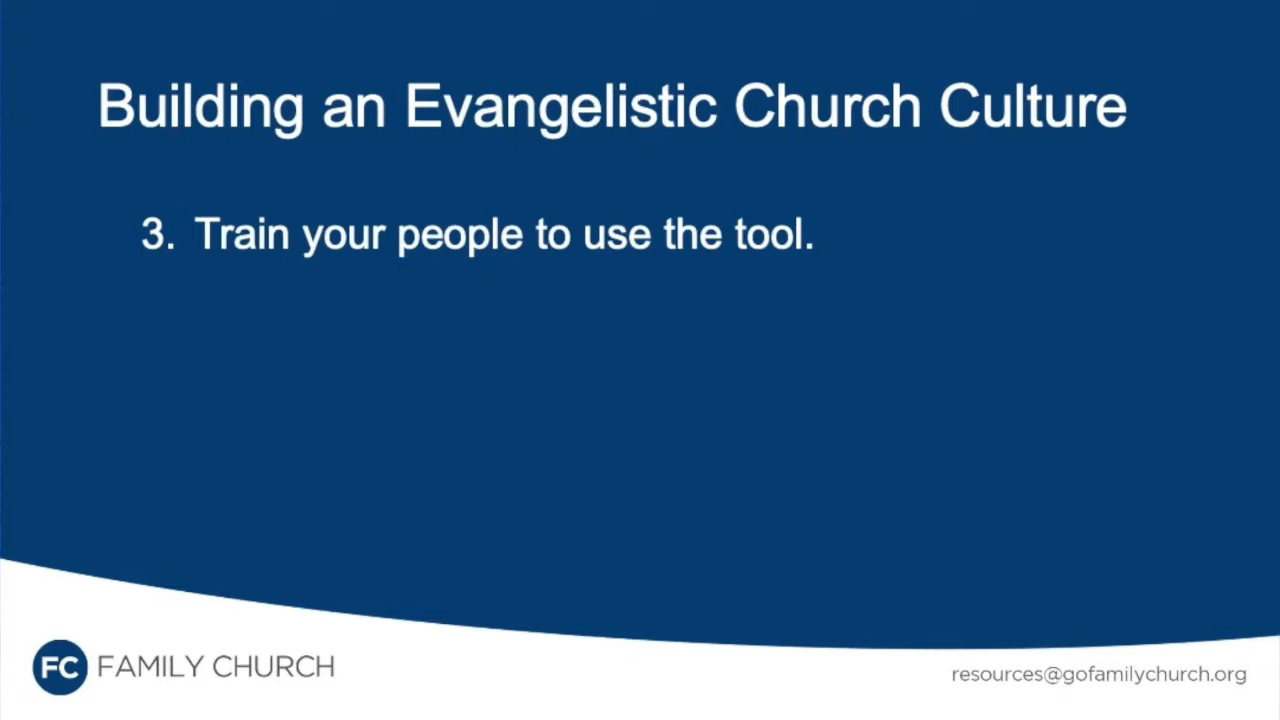 Building an Evangelistic Church Culture
3. Train your people to use the tool.
FC FAMILY CHURCH
resources@gofamilychurch.org